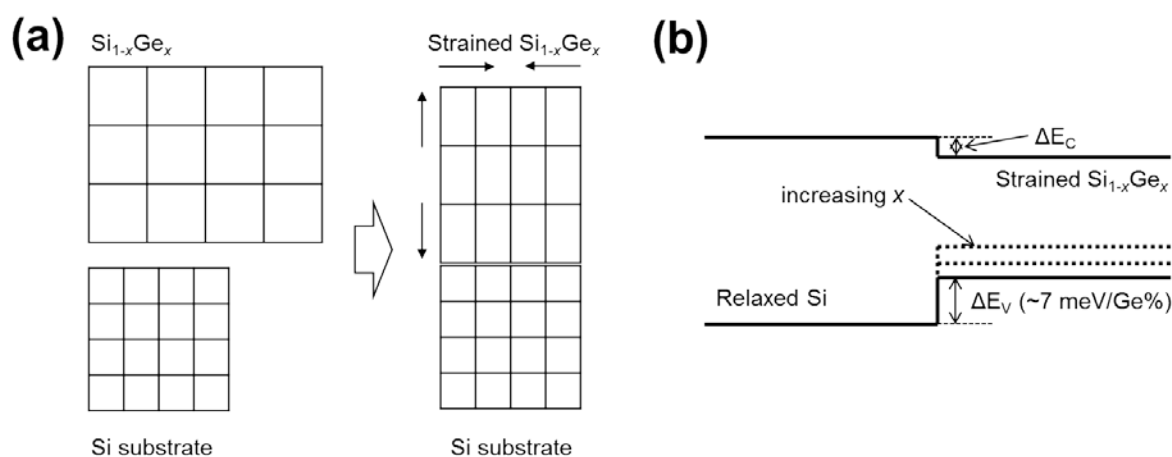 (a)
Si1-xGex
Strained Si1-xGex
Si substrate
Si substrate
(b)
ΔEC
Strained Si1-xGex
increasing x
Relaxed Si
ΔEV (~7 meV/Ge%)